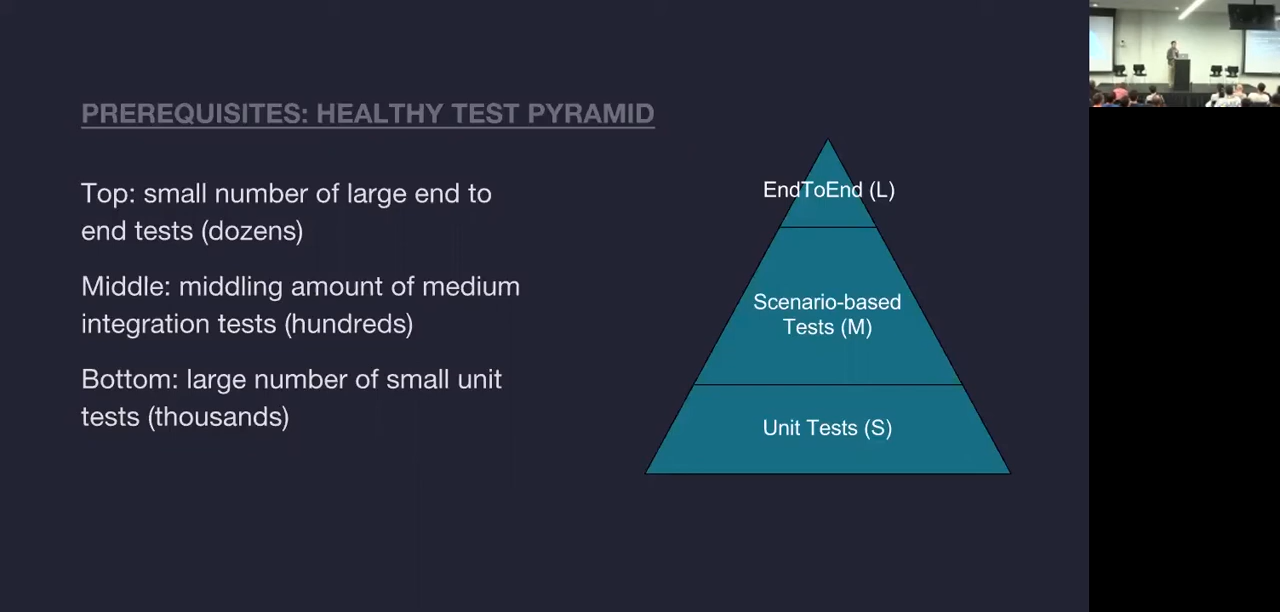 PREREQUISITES: HEALTHY TEST PYRAMID
Top: small number of large end to
end tests (dozens)
Middle: middling amount of medium
integration tests (hundreds)
Bottom: large number of small unit
tests (thousands)
EndToEnd (L)
Scenario-based
Tests (M)
Unit Tests (S)